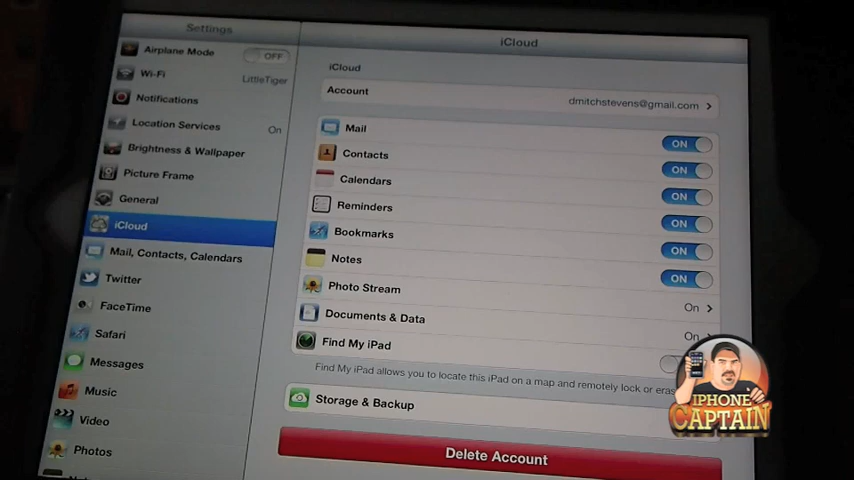 Settings
Airplane Mode OFF
Wi-Fi LittleTiger
Notifications
Location Services On
Brightness & Wallpaper
Picture Frame
General
iCloud
Mail, Contacts, Calendars
Twitter
FaceTime
Safari
Messages
Music
Video
Photos
iCloud
iCloud
Account dmitchstevens@gmail.com
Mail ON
Contacts ON
Calendars ON
Reminders ON
Bookmarks ON
Notes ON
Photo Stream On
Documents & Data On
Find My iPad
Find My iPad allows you to locate this iPad on a map and remotely lock or
Storage & Backup
Delete Account
IPHONE
CAPTAIN